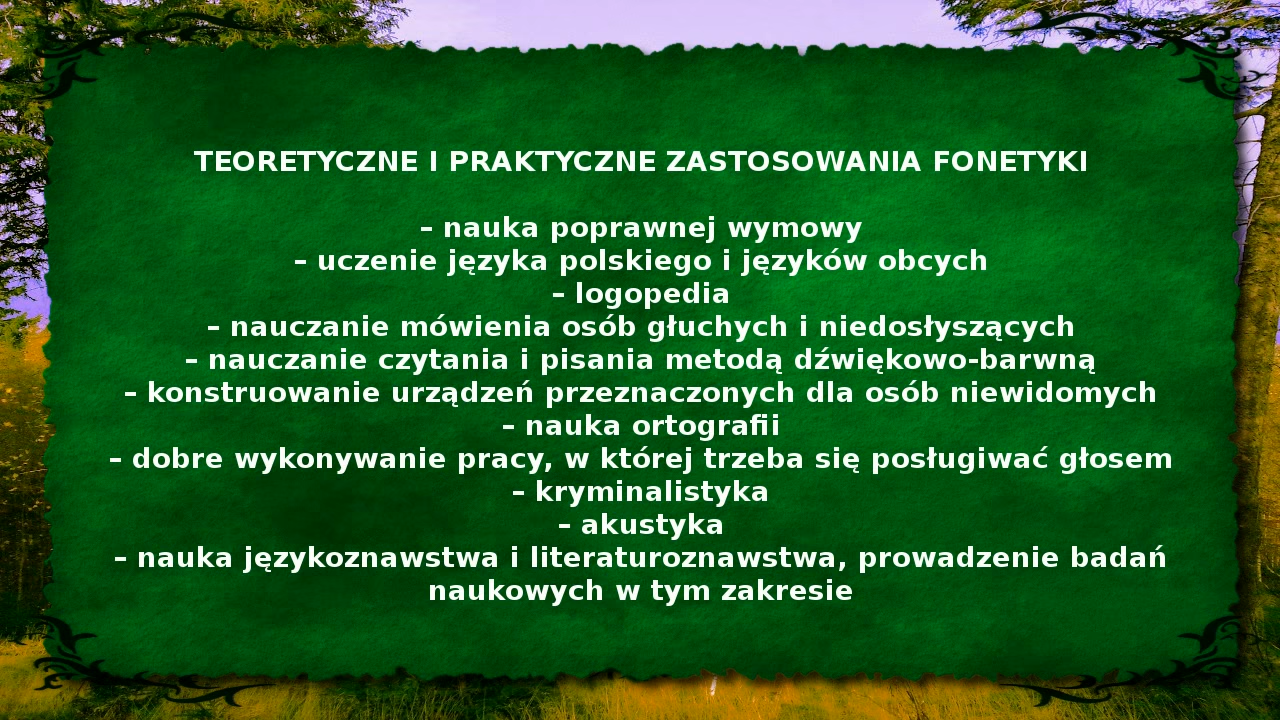 TEORETYCZNE I PRAKTYCZNE ZASTOSOWANIA FONETYKI
– nauka poprawnej wymowy
– uczenie języka polskiego i języków obcych
– logopedia
– nauczanie mówienia osób głuchych i niedosłyszących
– nauczanie czytania i pisania metodą dźwiękowo-barwną
– konstruowanie urządzeń przeznaczonych dla osób niewidomych
– nauka ortografii
– dobre wykonywanie pracy, w której trzeba się posługiwać głosem
– kryminalistyka
– akustyka
– nauka językoznawstwa i literaturoznawstwa, prowadzenie badań
naukowych w tym zakresie